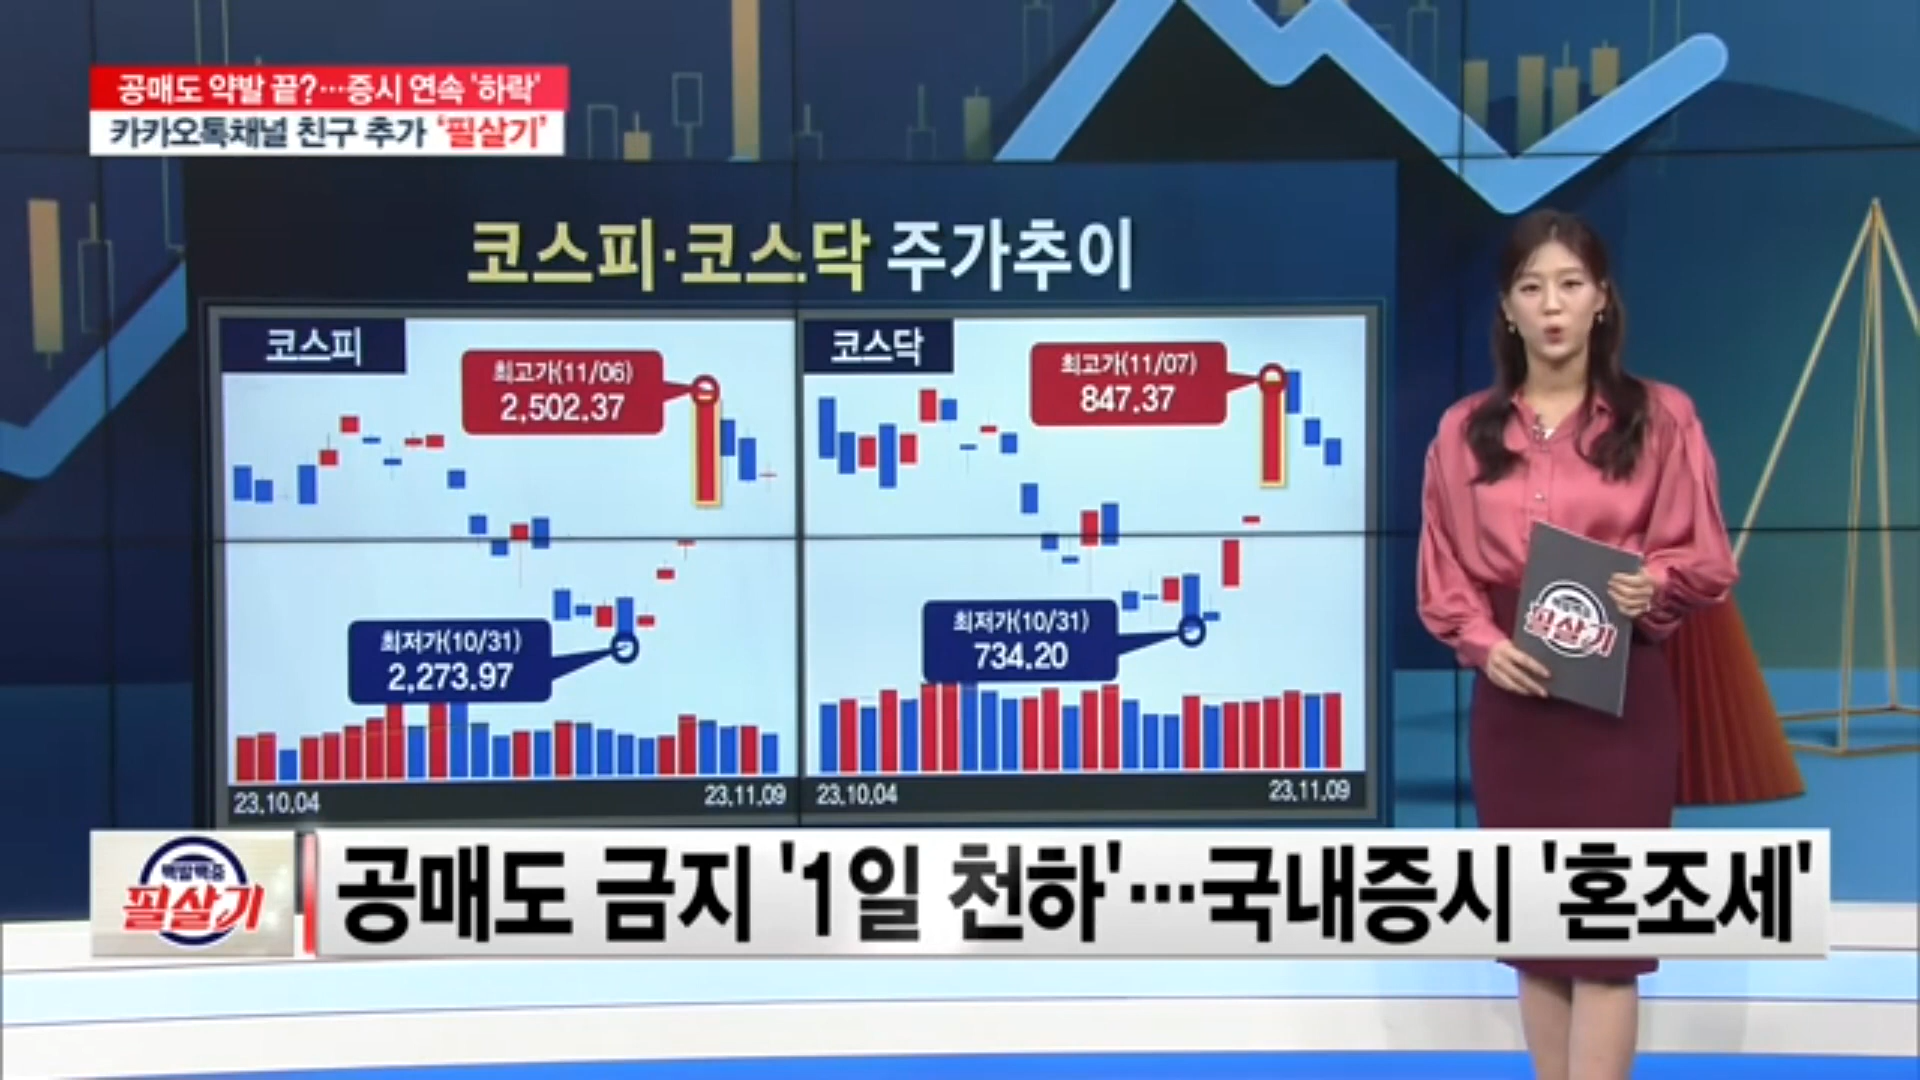 공매도 약발 끝?…증시 연속 '하락'
카카오톡채널 친구 추가 '필살기'
코스피·코스닥 주가추이
코스피
최고가(11/06)
2,502.37
최저가(10/31)
2,273.97
23.10.04
23.11.09
코스닥
최고가(11/07)
847.37
최저가(10/31)
734.20
23.10.04
23.11.09
필살기
백발백중
필살기
공매도 금지 '1일 천하'…국내증시 '혼조세'